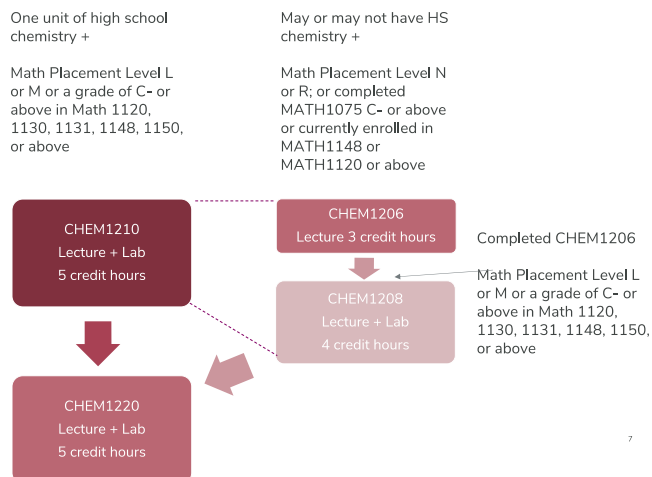 One unit of high school
chemistry +
Math Placement Level L
or M or a grade of C- or
above in Math 1120,
1130, 1131, 1148, 1150,
or above
May or may not have HS
chemistry +
Math Placement Level N
or R; or completed
MATH1075 C- or above
or currently enrolled in
MATH1148 or
MATH1120 or above
CHEM1210
Lecture + Lab
5 credit hours
CHEM1206
Lecture 3 credit hours
Completed CHEM1206
Math Placement Level L
or M or a grade of C- or
above in Math 1120,
1130, 1131, 1148, 1150,
or above
CHEM1208
Lecture + Lab
4 credit hours
CHEM1220
Lecture + Lab
5 credit hours
7